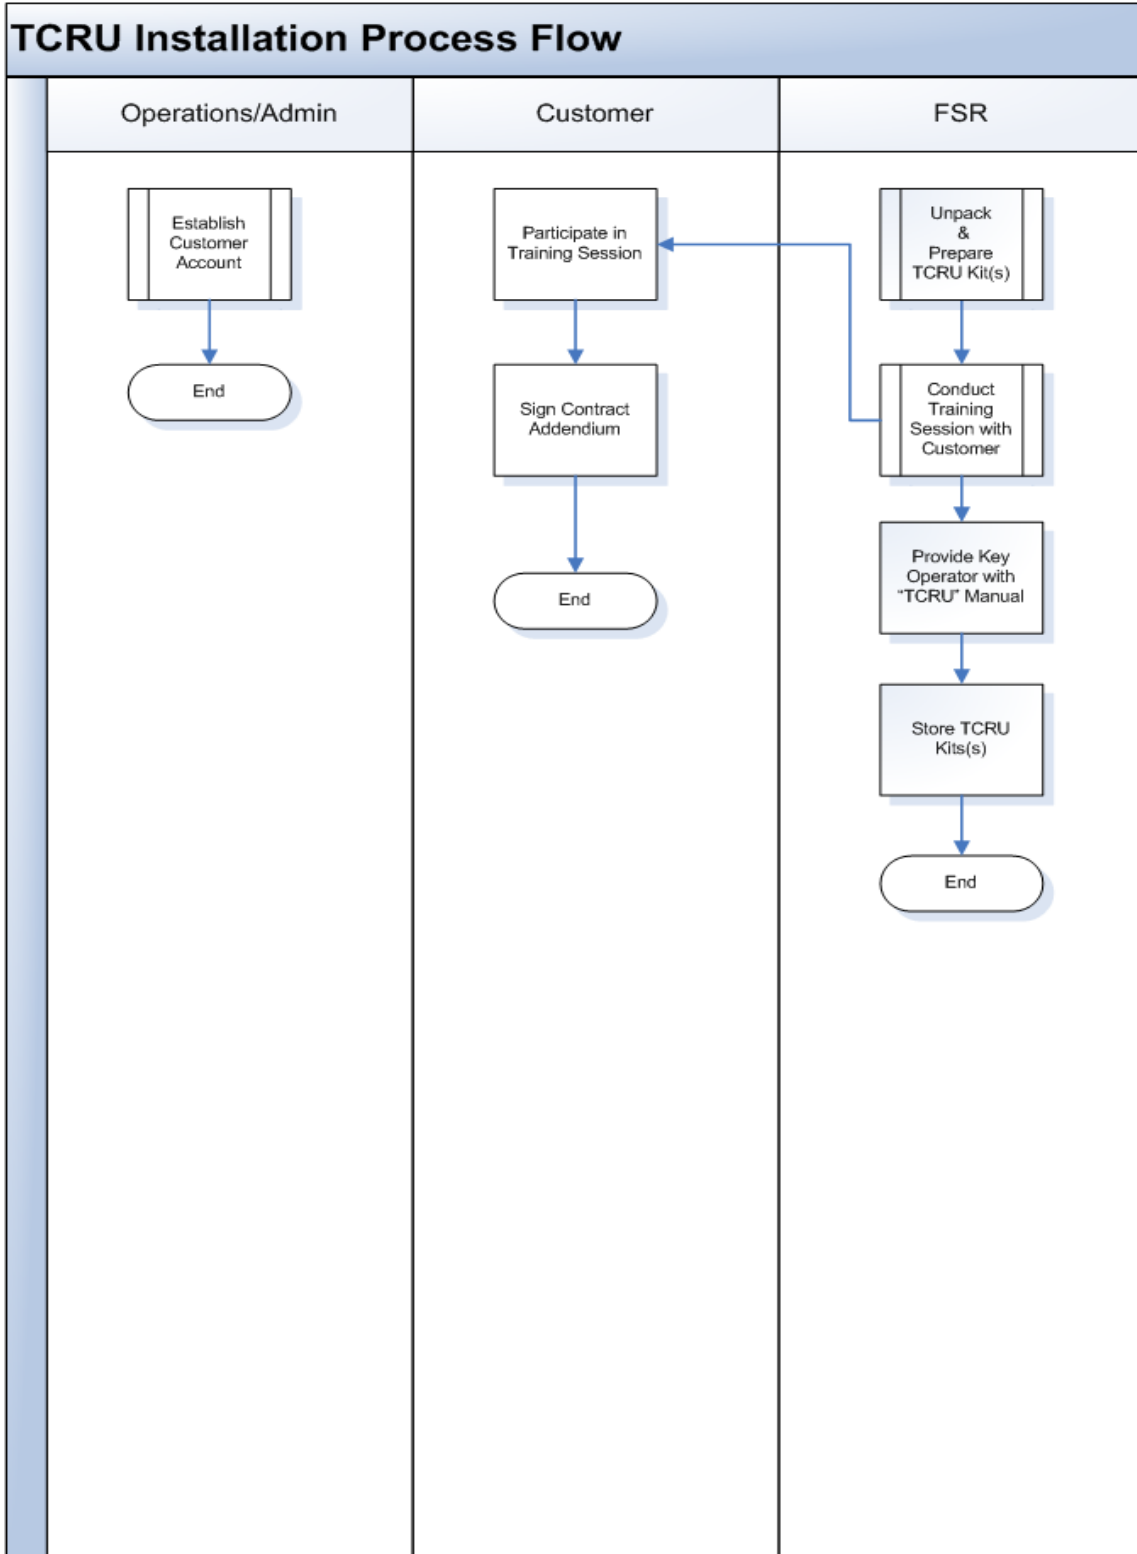 TCRU Installation Process Flow
Operations/Admin
Customer
FSR
Establish
Customer
Account
End
Participate in
Training Session
Sign Contract
Addendium
End
Unpack
&
Prepare
TCRU Kit(s)
Conduct
Training
Session with
Customer
Provide Key
Operator with
“TCRU” Manual
Store TCRU
Kits(s)
End